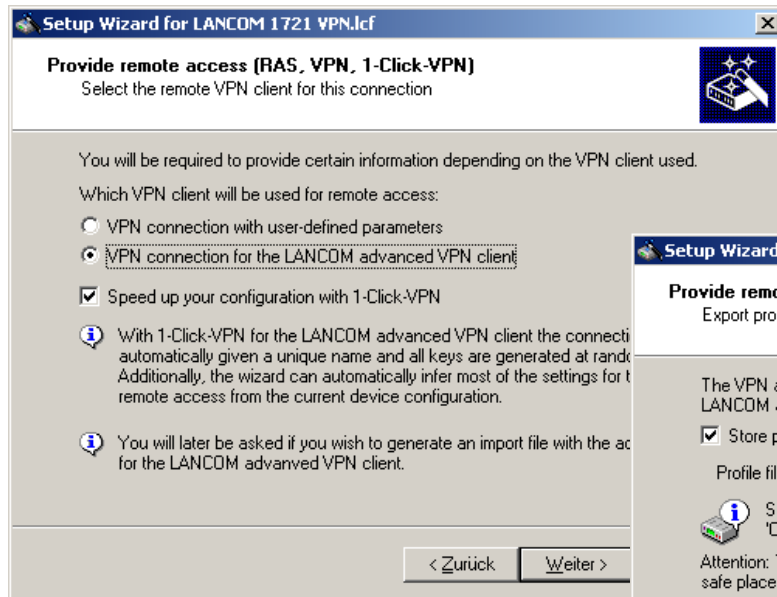 Setup Wizard for LANCOM 1721 VPN.lcf
Provide remote access (RAS, VPN, 1-Click-VPN)
Select the remote VPN client for this connection
You will be required to provide certain information depending on the VPN client used.
Which VPN client will be used for remote access:
VPN connection with user-defined parameters
VPN connection for the LANCOM advanced VPN client
Speed up your configuration with 1-Click-VPN
With 1-Click-VPN for the LANCOM advanced VPN client the connecti
automatically given a unique name and all keys are generated at rando
Additionally, the wizard can automatically infer most of the settings for t
remote access from the current device configuration.
You will later be asked if you wish to generate an import file with the ac
for the LANCOM advanved VPN client.
< Zurück
Weiter >
Setup Wizard
Provide remo
Export pro
The VPN a
LANCOM a
Store p
Profile fil
S
'C
Attention: T
safe place